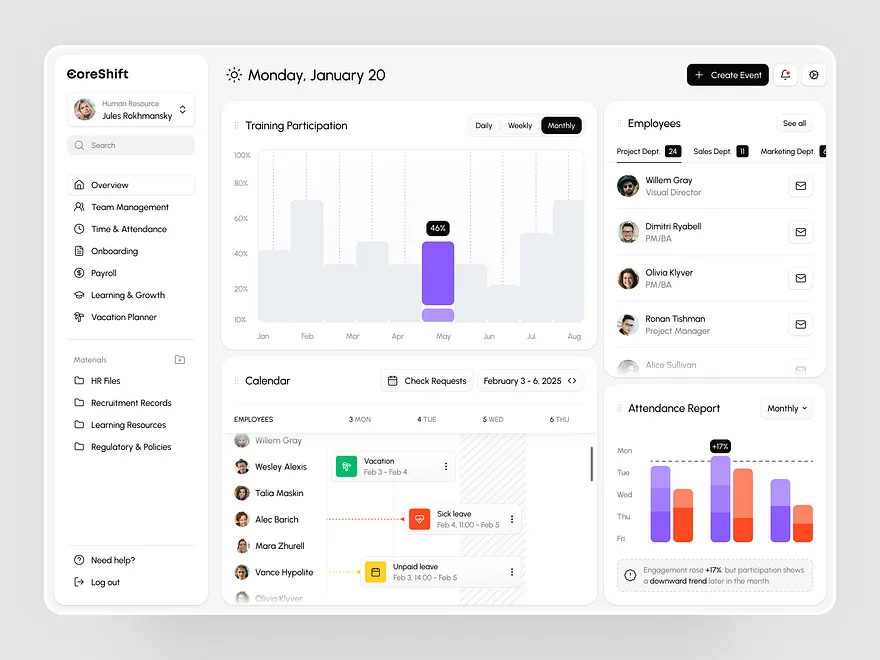 CoreShift
Human Resource
Jules Rokhmansky
Search
Overview
Team Management
Time & Attendance
Onboarding
Payroll
Learning & Growth
Vacation Planner
Materials
HR Files
Recruitment Records
Learning Resources
Regulatory & Policies
Need help?
Log out
Monday, January 20
Create Event
Training Participation
Daily
Weekly
Monthly
100%
80%
60%
40%
20%
10%
46%
Jan
Feb
Mar
Apr
May
Jun
Jul
Aug
Calendar
Check Requests
February 3 - 6, 2025
EMPLOYEES
3 MON
4 TUE
5 WED
6 THU
Willem Gray
Wesley Alexis
Vacation
Feb 3 - Feb 4
Talia Maskin
Alec Barich
Sick leave
Feb 4, 11:00 - Feb 5
Mara Zhurell
Vance Hypolite
Unpaid leave
Feb 3, 14:00 - Feb 5
Olivia Klyver
Employees
See all
Project Dept. 24
Sales Dept. 11
Marketing Dept.
Willem Gray
Visual Director
Dimitri Ryabell
PM/BA
Olivia Klyver
PM/BA
Ronan Tishman
Project Manager
Alice Sullivan
Attendance Report
Monthly
Mon
Tue
Wed
Thu
Fri
+17%
Engagement rose +17%, but participation shows
a downward trend later in the month.